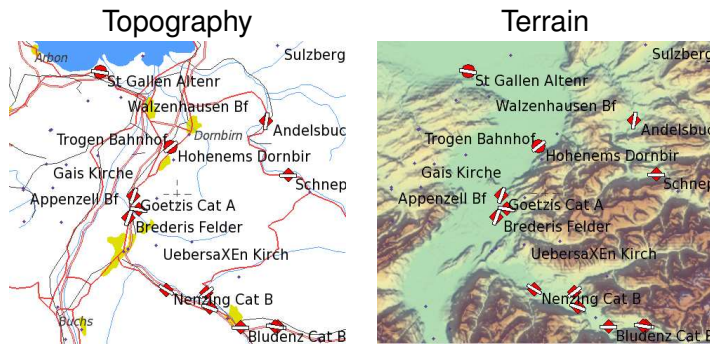 Topography
Terrain
Arbon
Sulzberg
St Gallen Altenr
Walzenhausen Bf
Dornbirn
Andelsbuc
Trogen Bahnhof
Hohenems Dornbir
Gais Kirche
Schnep
Appenzell Bf
Goetzis Cat A
Brederis Felder
UebersaXEn Kirch
Nenzing Cat B
Buchs
Bludenz Cat B
Sulzberg
St Gallen Altenr
Walzenhausen Bf
Andelsbuc
Trogen Bahnhof
Hohenems Dornbir
Gais Kirche
Schnep
Appenzell Bf
Goetzis Cat A
Brederis Felder
UebersaXEn Kirch
Nenzing Cat B
Bludenz Cat B